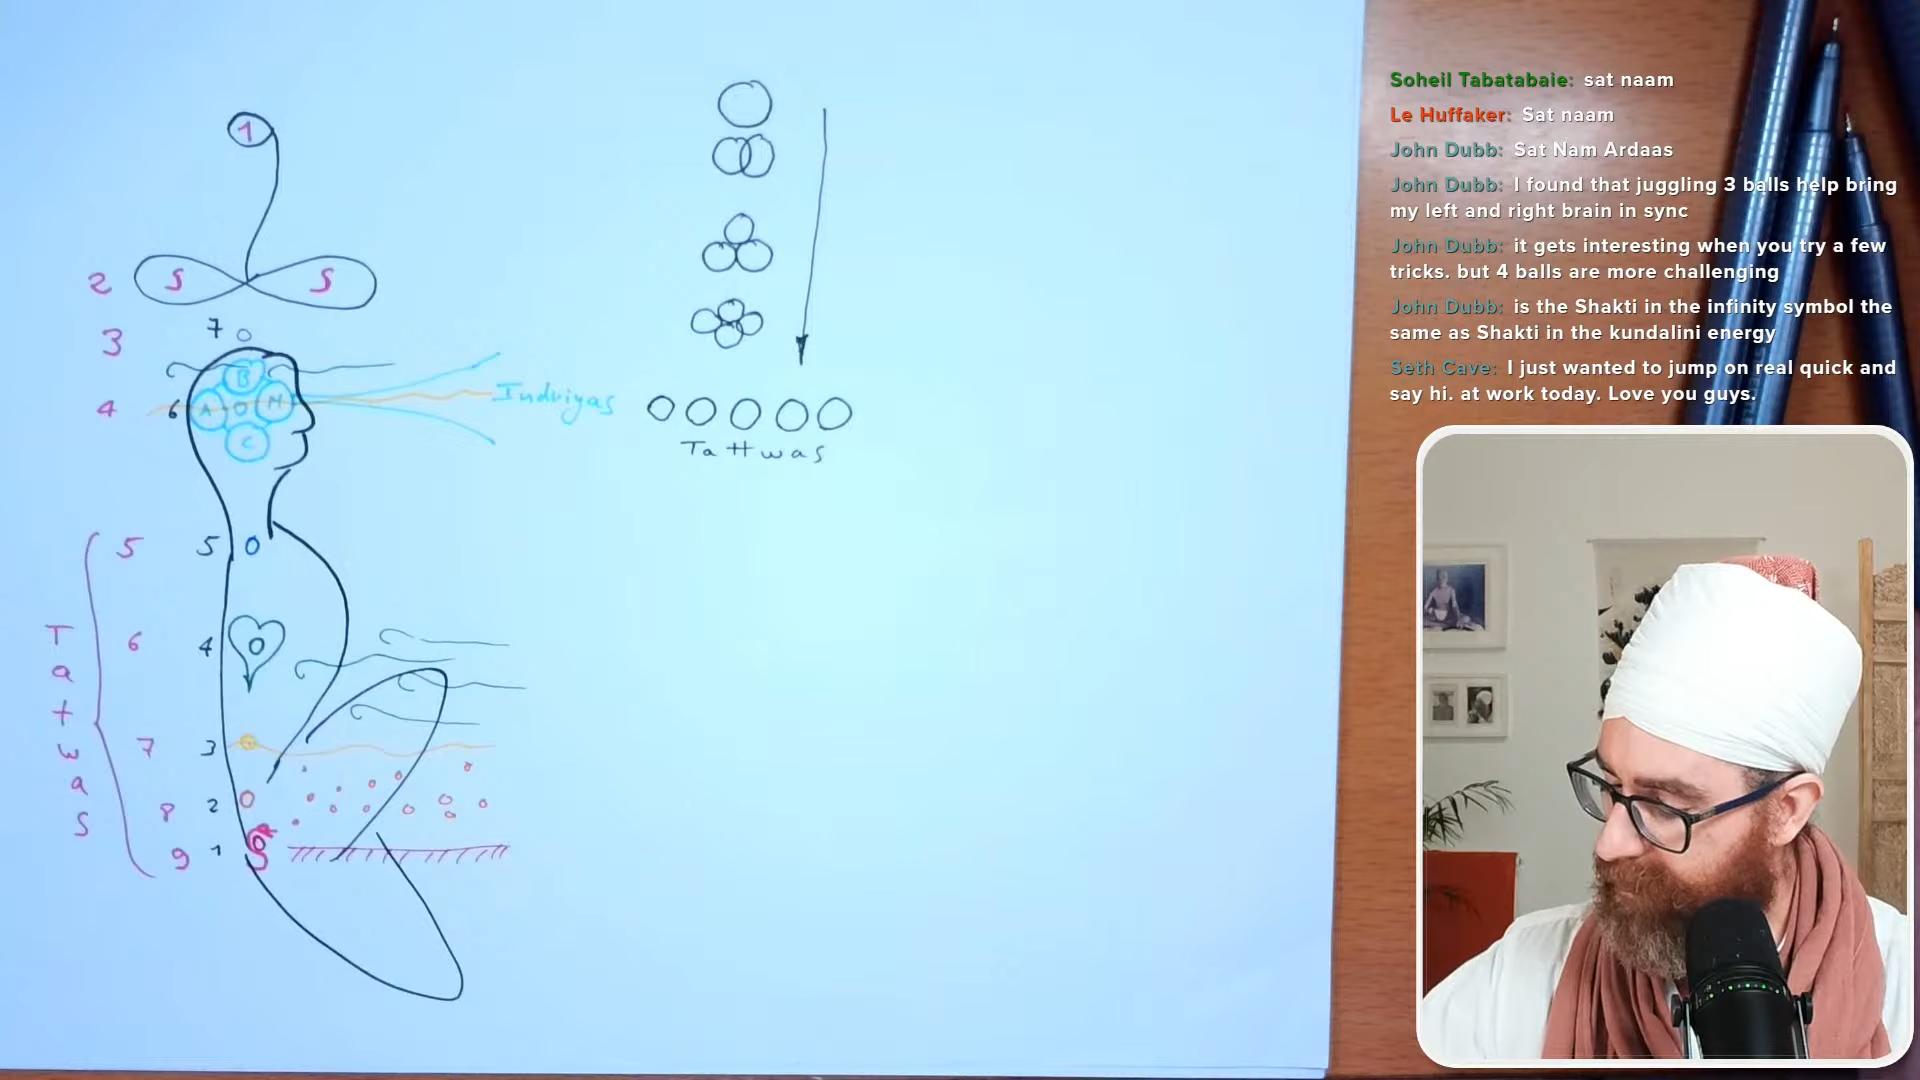 1
2 S S
3 7
4 6 B A M C Indriyas
TaTTwas
5 5
6 4
7 3
8 2
9 1
Tatwas
Soheil Tabatabaie: sat naam
Le Huffaker: Sat naam
John Dubb: Sat Nam Ardaas
John Dubb: I found that juggling 3 balls help bring
my left and right brain in sync
John Dubb: it gets interesting when you try a few
tricks. but 4 balls are more challenging
John Dubb: is the Shakti in the infinity symbol the
same as Shakti in the kundalini energy
Seth Cave: I just wanted to jump on real quick and
say hi. at work today. Love you guys.